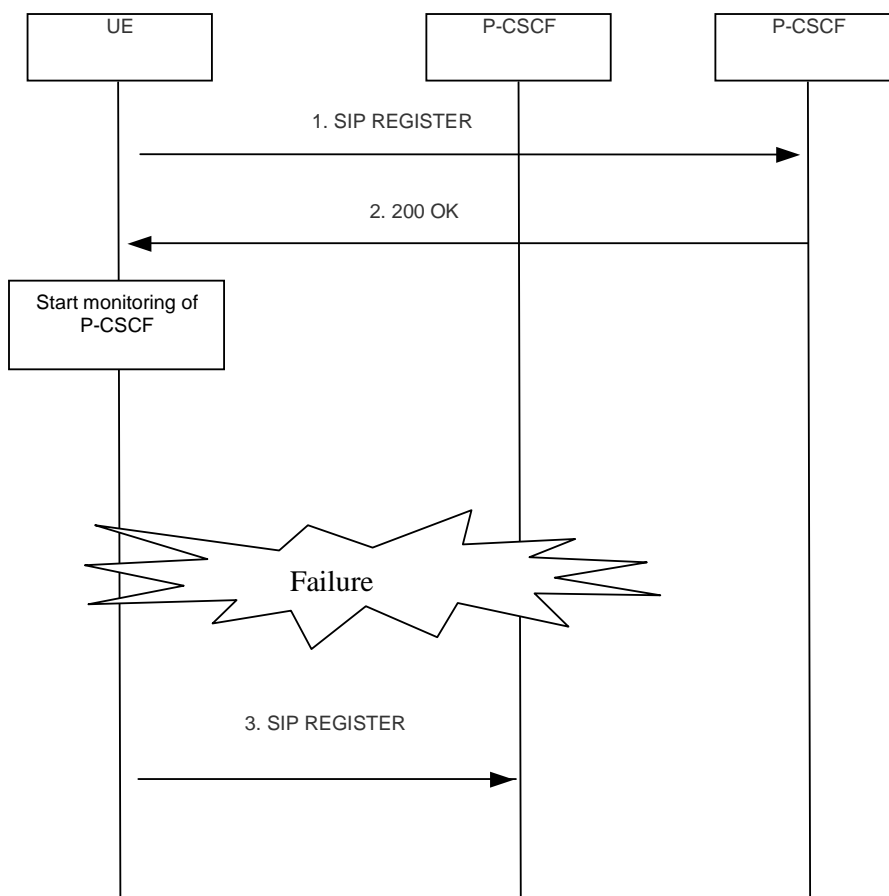 UE
P-CSCF
P-CSCF
1. SIP REGISTER
2. 200 OK
Start monitoring of
P-CSCF
Failure
3. SIP REGISTER